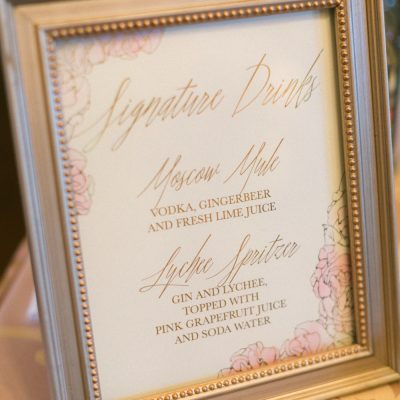 Signature Drinks
Moscow Mule
VODKA, GINGERBEER
AND FRESH LIME JUICE
Lychee Spritzer
GIN AND LYCHEE,
TOPPED WITH
PINK GRAPEFRUIT JUICE
AND SODA WATER